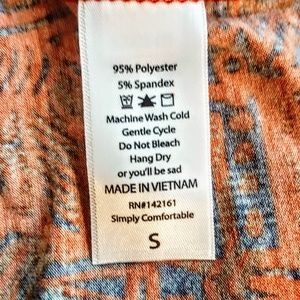 95% Polyester
5% Spandex
Machine Wash Cold
Gentle Cycle
Do Not Bleach
Hang Dry
or you'll be sad
MADE IN VIETNAM
RN#142161
Simply Comfortable
S